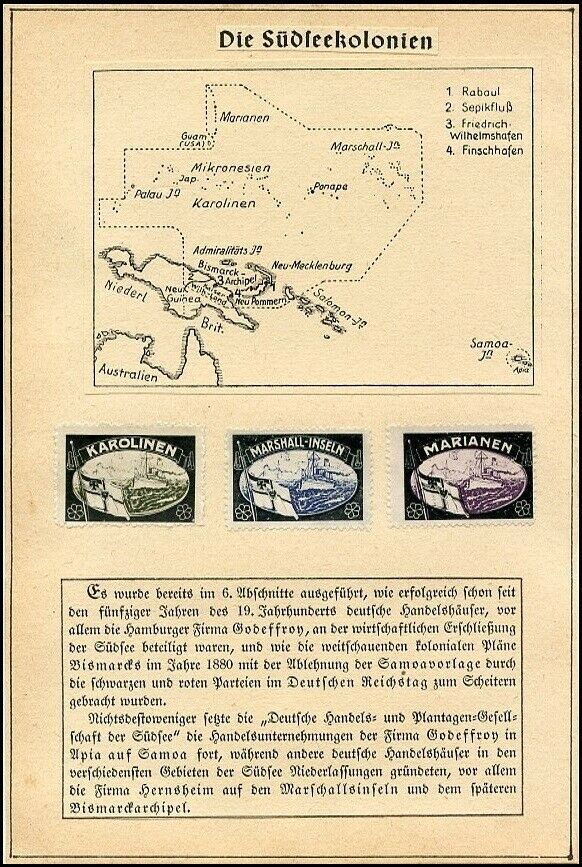 Die Südseekolonien
1 Rabaul
2 Sepikfluß
3 Friedrich-
Wilhelmshafen
4 Finschhafen
Marianen
Guam
(USA)
Marschall-Jn
Mikronesien
Jap
Palau Jn
Karolinen
Ponape
Admiralitäts Jn
Bismarck-
Archipel
Neu-Mecklenburg
2
3
4
1
Niederl
Neu
Guinea
Neu Pommern
Salomon-Jn
Brit.
Samoa-
Jn
Apia
Australien
KAROLINEN
MARSHALL-INSELN
MARIANEN
Es wurde bereits im 6. Abschnitte ausgeführt, wie erfolgreich schon seit
den fünfziger Jahren des 19. Jahrhunderts deutsche Handelshäuser, vor
allem die Hamburger Firma Godeffroy, an der wirtschaftlichen Erschließung
der Südsee beteiligt waren, und wie die weitschauenden kolonialen Pläne
Bismarcks im Jahre 1880 mit der Ablehnung der Samoavorlage durch
die schwarzen und roten Parteien im Deutschen Reichstag zum Scheitern
gebracht wurden.
Nichtsdestoweniger setzte die „Deutsche Handels- und Plantagen-Gesell-
schaft der Südsee“ die Handelsunternehmungen der Firma Godeffroy in
Apia auf Samoa fort, während andere deutsche Handelshäuser in den
verschiedensten Gebieten der Südsee Niederlassungen gründeten, vor allem
die Firma Hernsheim auf den Marschallsinseln und dem späteren
Bismarckarchipel.